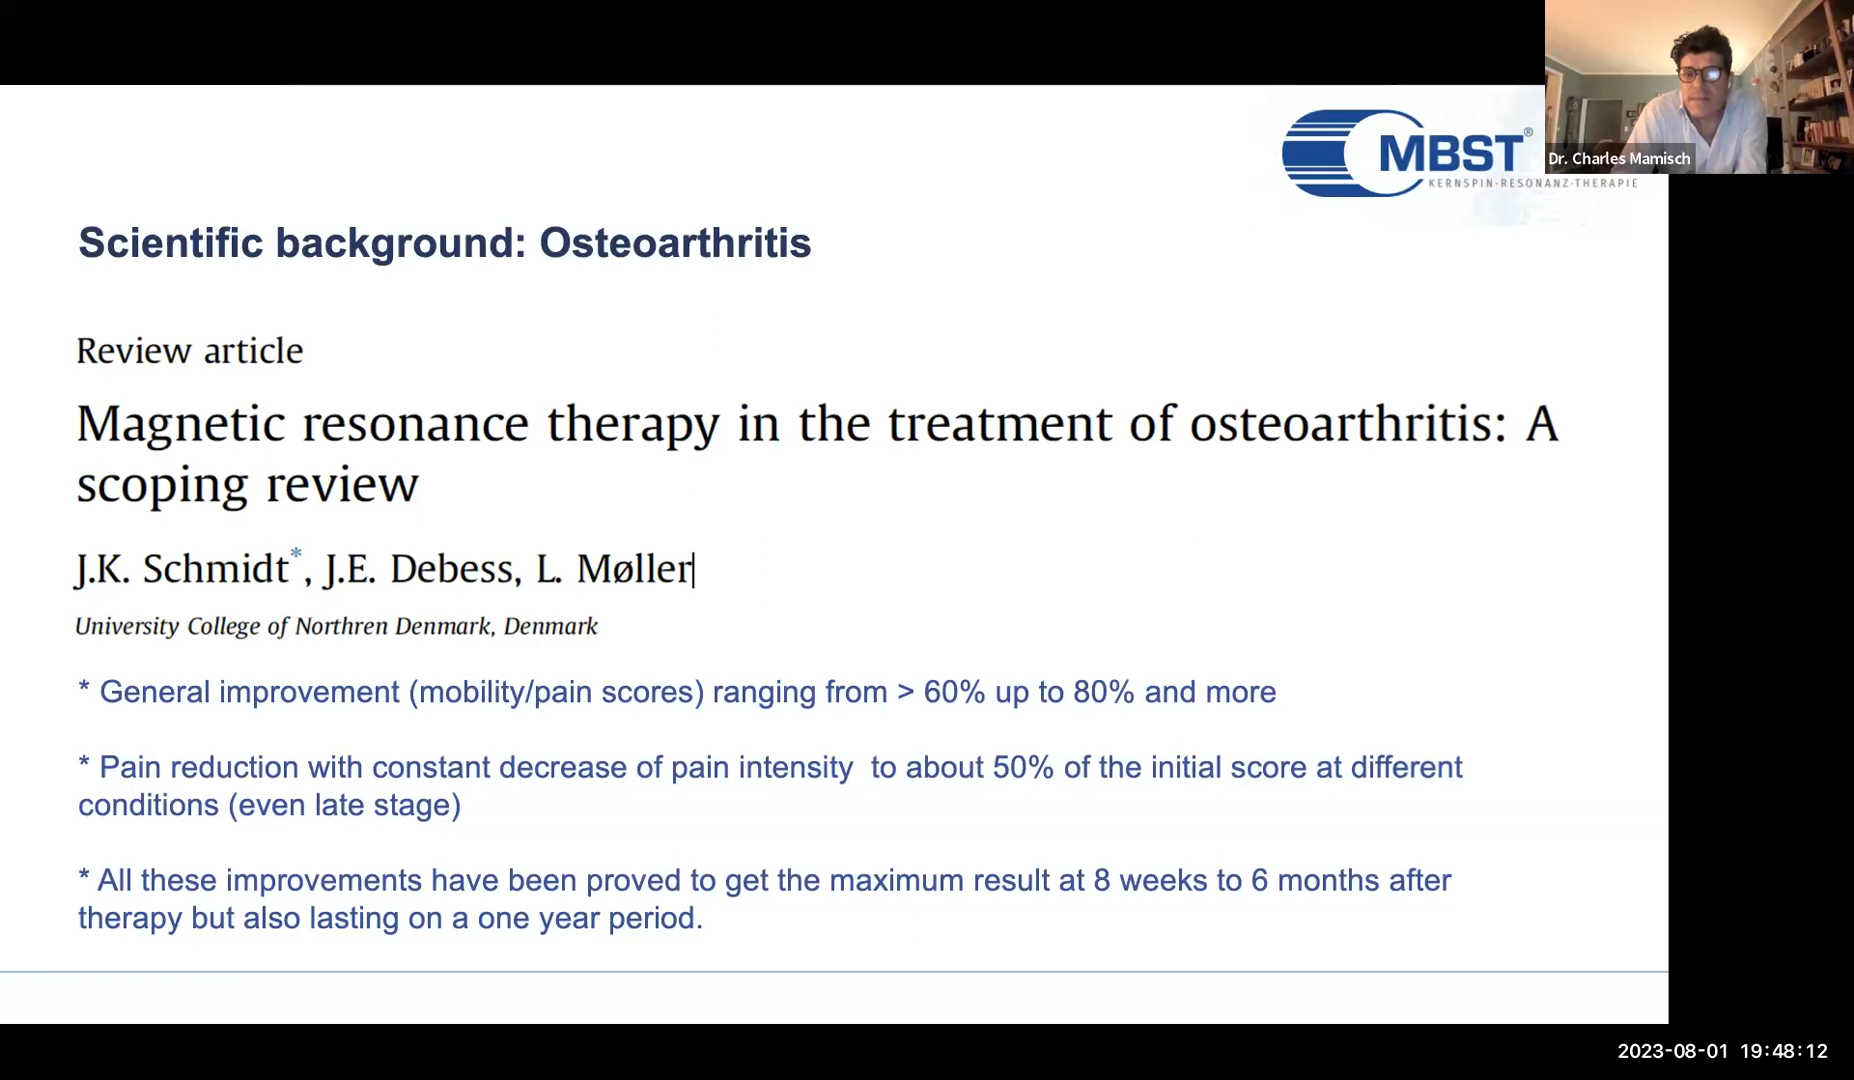 MBST®
KERNSPIN·RESONANZ·THERAPIE
Dr. Charles Mamisch
Scientific background: Osteoarthritis
Review article
Magnetic resonance therapy in the treatment of osteoarthritis: A
scoping review
J.K. Schmidt*, J.E. Debess, L. Møller
University College of Northren Denmark, Denmark
* General improvement (mobility/pain scores) ranging from > 60% up to 80% and more
* Pain reduction with constant decrease of pain intensity  to about 50% of the initial score at different
conditions (even late stage)
* All these improvements have been proved to get the maximum result at 8 weeks to 6 months after
therapy but also lasting on a one year period.
2023-08-01 19:48:12